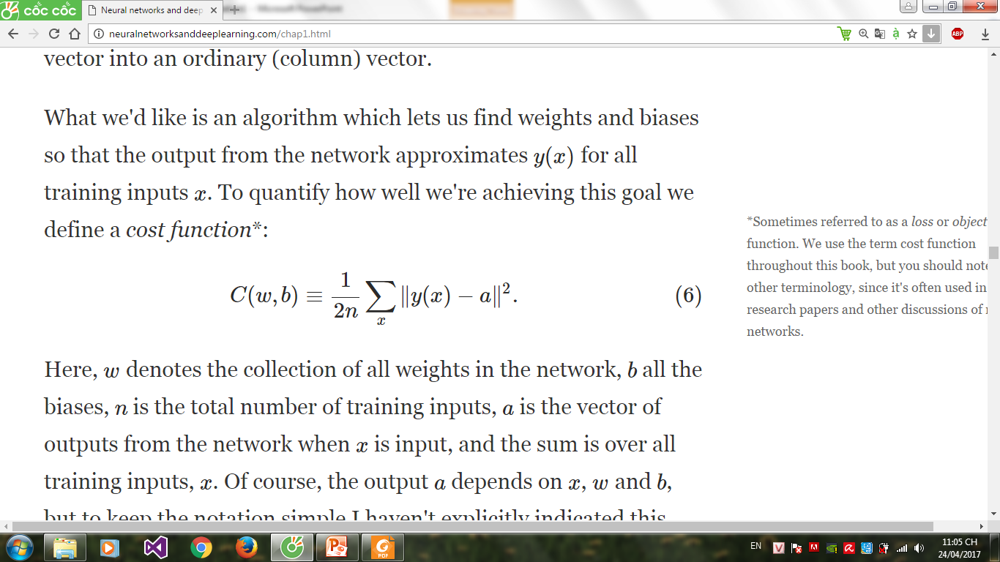 cốc cốc
Neural networks and deep
Microsoft PowerPoint
neuralnetworksanddeeplearning.com/chap1.html
ABP
vector into an ordinary (column) vector.
What we'd like is an algorithm which lets us find weights and biases
so that the output from the network approximates y(x) for all
training inputs x. To quantify how well we're achieving this goal we
define a cost function*:
*Sometimes referred to as a loss or object
function. We use the term cost function
throughout this book, but you should note
other terminology, since it's often used in
research papers and other discussions of
networks.
C(w, b) ≡ 1/2n ∑x ‖y(x) − a‖². (6)
Here, w denotes the collection of all weights in the network, b all the
biases, n is the total number of training inputs, a is the vector of
outputs from the network when x is input, and the sum is over all
training inputs, x. Of course, the output a depends on x, w and b,
but to keep the notation simple I haven't explicitly indicated this
PDF
EN
11:05 CH
24/04/2017